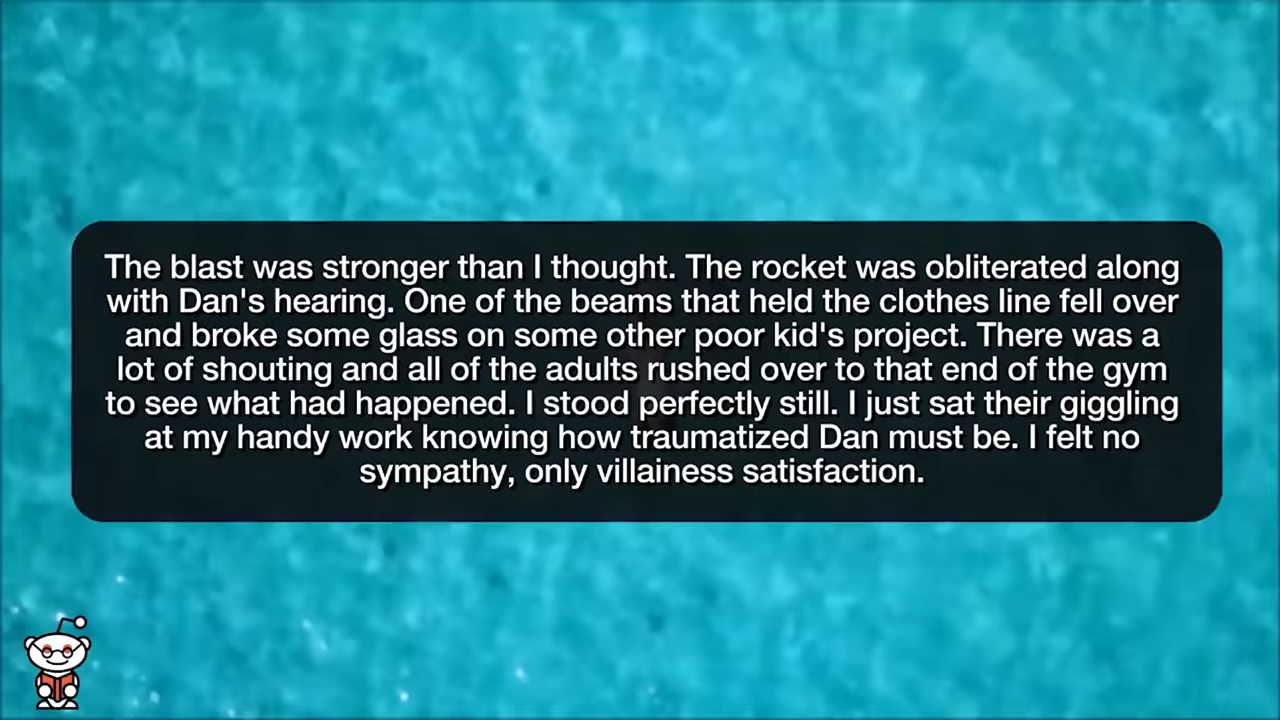 The blast was stronger than I thought. The rocket was obliterated along
with Dan's hearing. One of the beams that held the clothes line fell over
and broke some glass on some other poor kid's project. There was a
lot of shouting and all of the adults rushed over to that end of the gym
to see what had happened. I stood perfectly still. I just sat their giggling
at my handy work knowing how traumatized Dan must be. I felt no
sympathy, only villainess satisfaction.